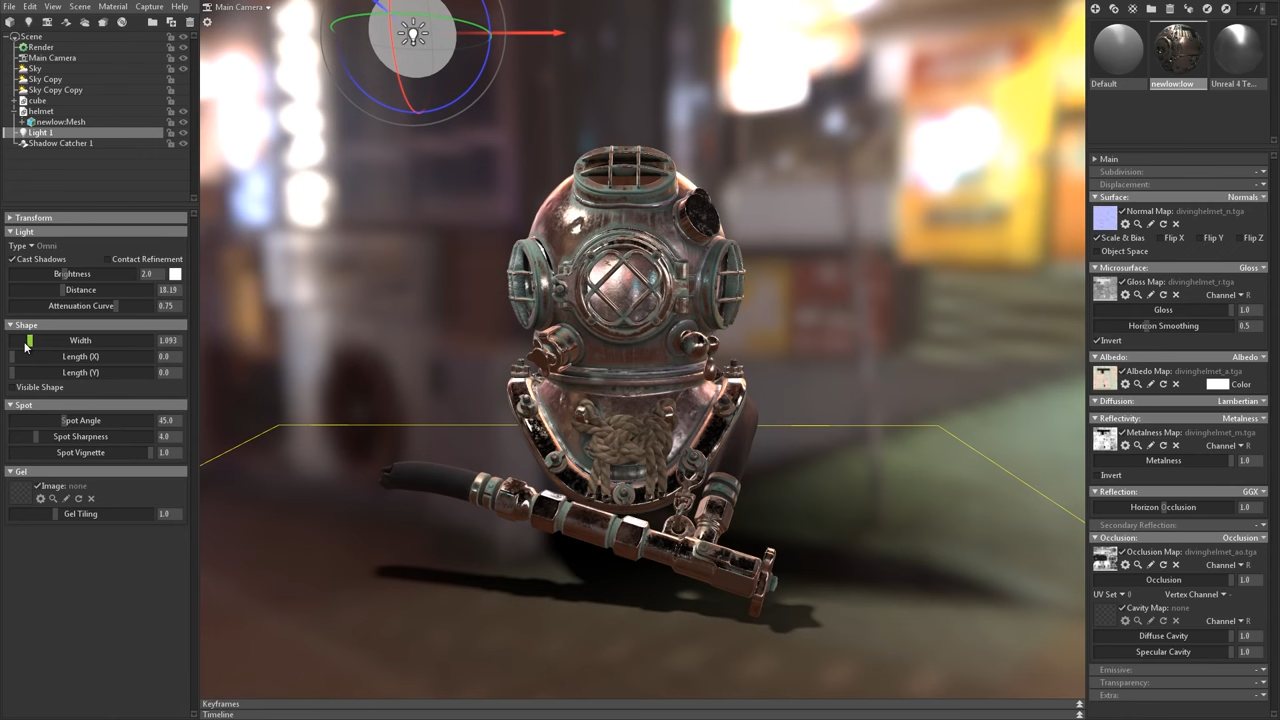 File Edit View Scene Material Capture Help
Main Camera
Scene
Render
Main Camera
Sky
Sky Copy
Sky Copy Copy
cube
helmet
newlow:Mesh
Light 1
Shadow Catcher 1
Transform
Light
Type Omni
Cast Shadows Contact Refinement
Brightness 2.0
Distance 18.19
Attenuation Curve 0.75
Shape
Width 1.093
Length (X) 0.0
Length (Y) 0.0
Visible Shape
Spot
Spot Angle 45.0
Spot Sharpness 4.0
Spot Vignette 1.0
Gel
Image: none
Gel Tiling 1.0
Keyframes
Timeline
Default newlow:low Unreal 4 Te...
Main
Subdivision: -
Displacement: -
Surface: Normals
Normal Map: divinghelmet_n.tga
Scale & Bias Flip X Flip Y Flip Z
Object Space
Microsurface: Gloss
Gloss Map: divinghelmet_r.tga
Channel R
Gloss 1.0
Horizon Smoothing 0.5
Invert
Albedo: Albedo
Albedo Map: divinghelmet_a.tga
Color
Diffusion: Lambertian
Reflectivity: Metalness
Metalness Map: divinghelmet_m.tga
Channel R
Metalness 1.0
Invert
Reflection: GGX
Horizon Occlusion 1.0
Secondary Reflection: -
Occlusion: Occlusion
Occlusion Map: divinghelmet_ao.tga
Channel R
Occlusion 1.0
UV Set 0 Vertex Channel -
Cavity Map: none
Channel R
Diffuse Cavity 1.0
Specular Cavity 1.0
Emissive: -
Transparency: -
Extra: -